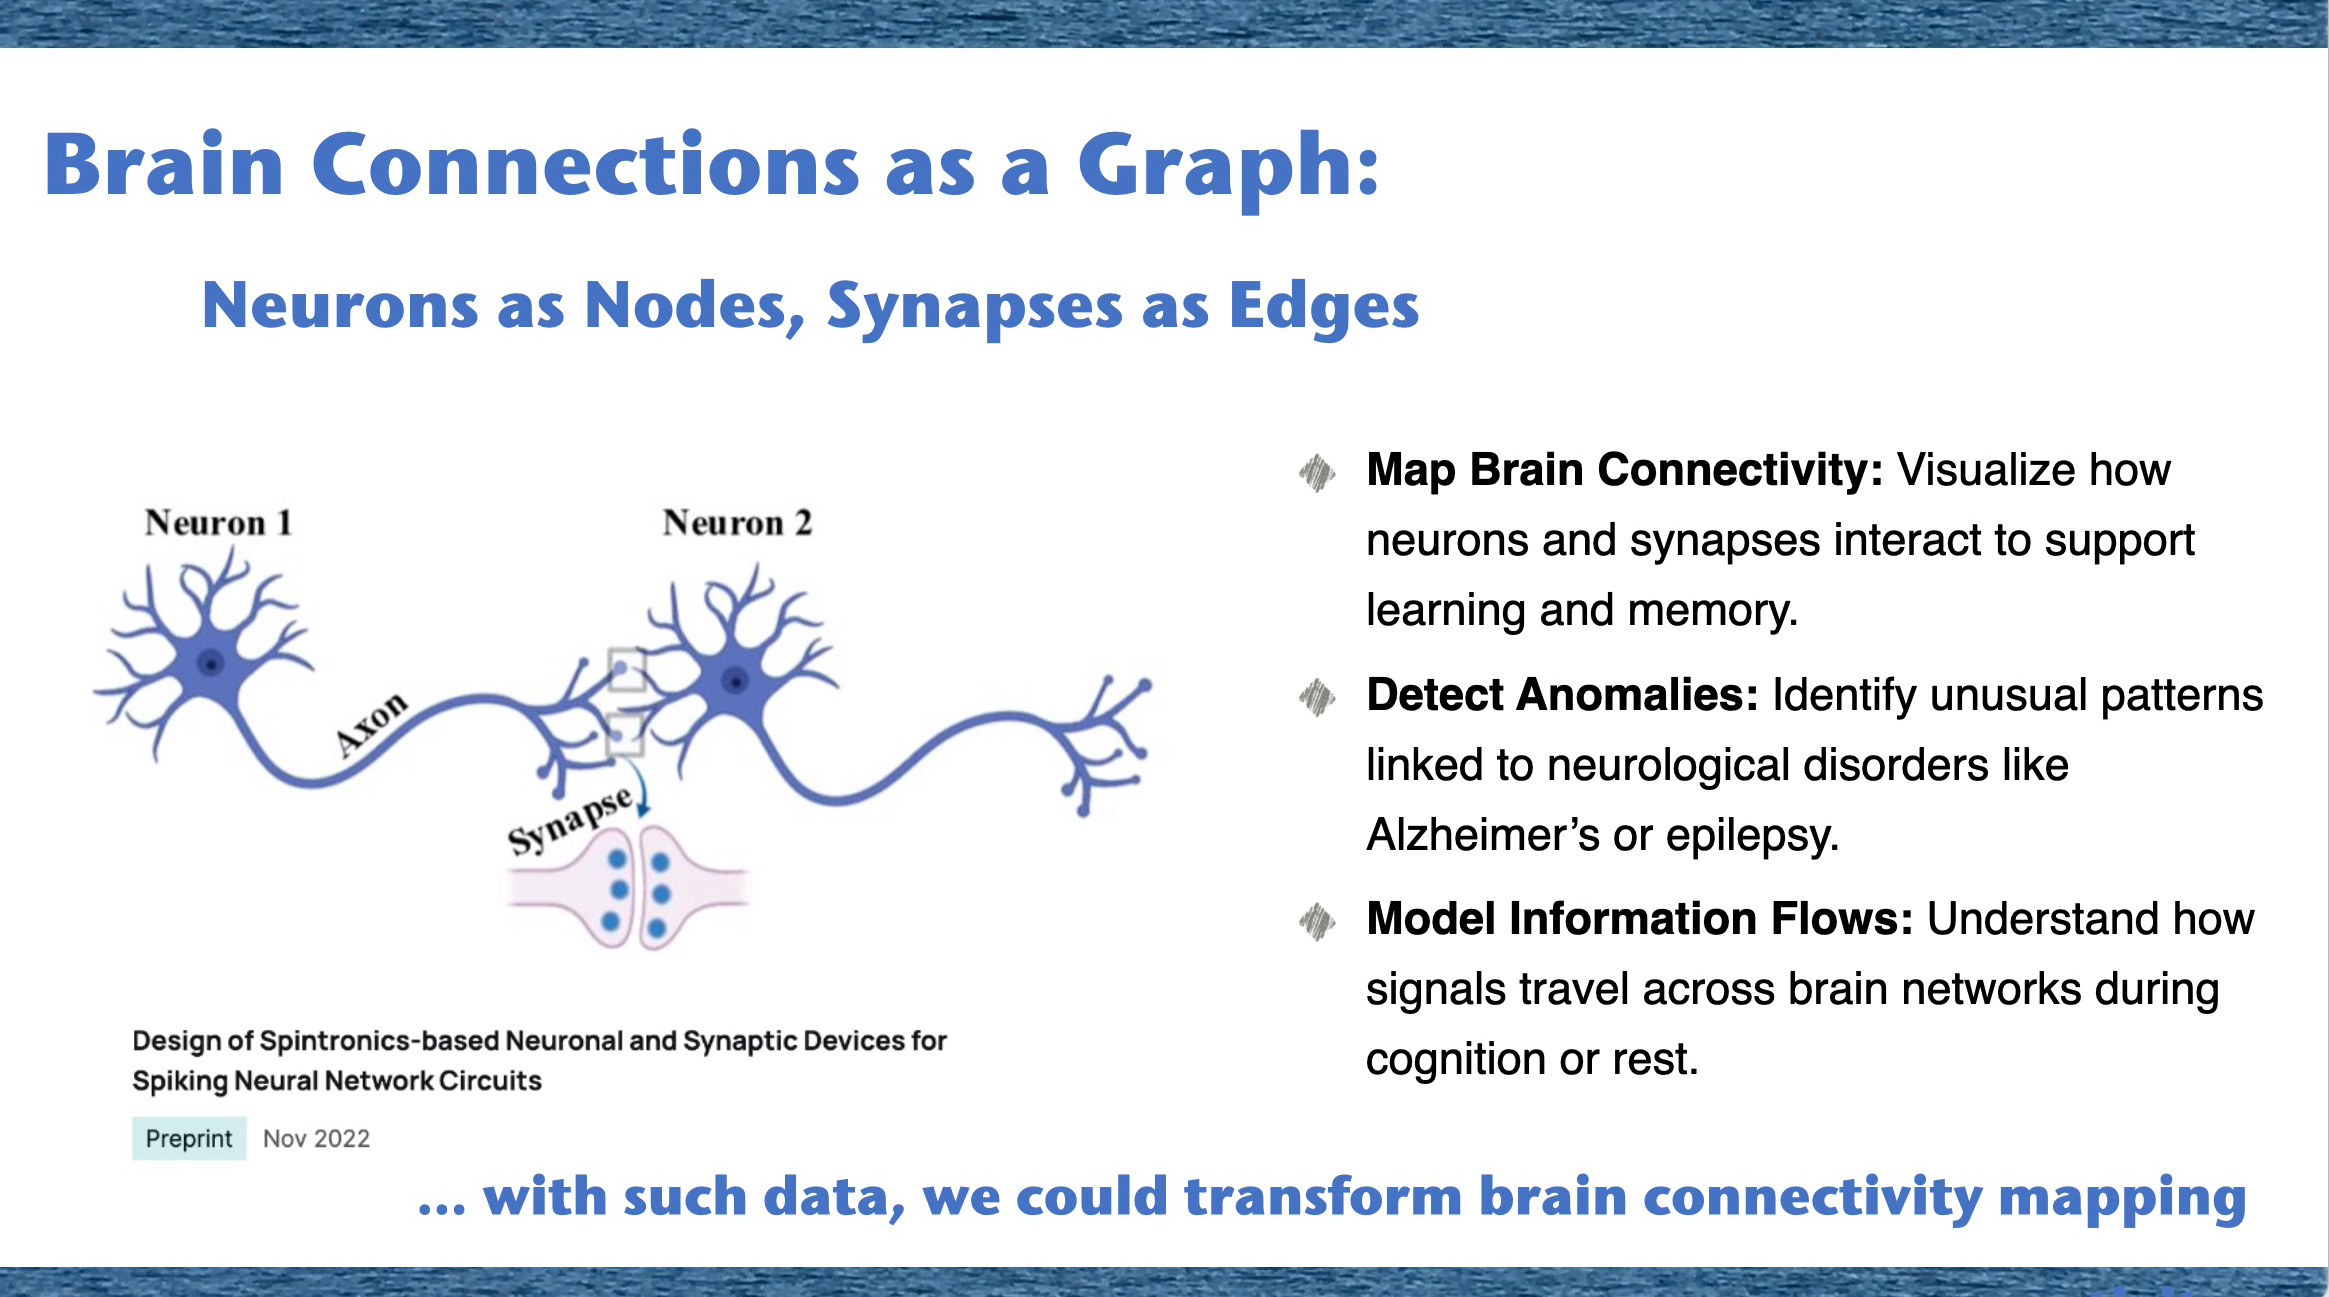 Brain Connections as a Graph:
Neurons as Nodes, Synapses as Edges
Neuron 1
Neuron 2
Axon
Synapse
Design of Spintronics-based Neuronal and Synaptic Devices for
Spiking Neural Network Circuits
Preprint Nov 2022
Map Brain Connectivity: Visualize how
neurons and synapses interact to support
learning and memory.
Detect Anomalies: Identify unusual patterns
linked to neurological disorders like
Alzheimer’s or epilepsy.
Model Information Flows: Understand how
signals travel across brain networks during
cognition or rest.
... with such data, we could transform brain connectivity mapping